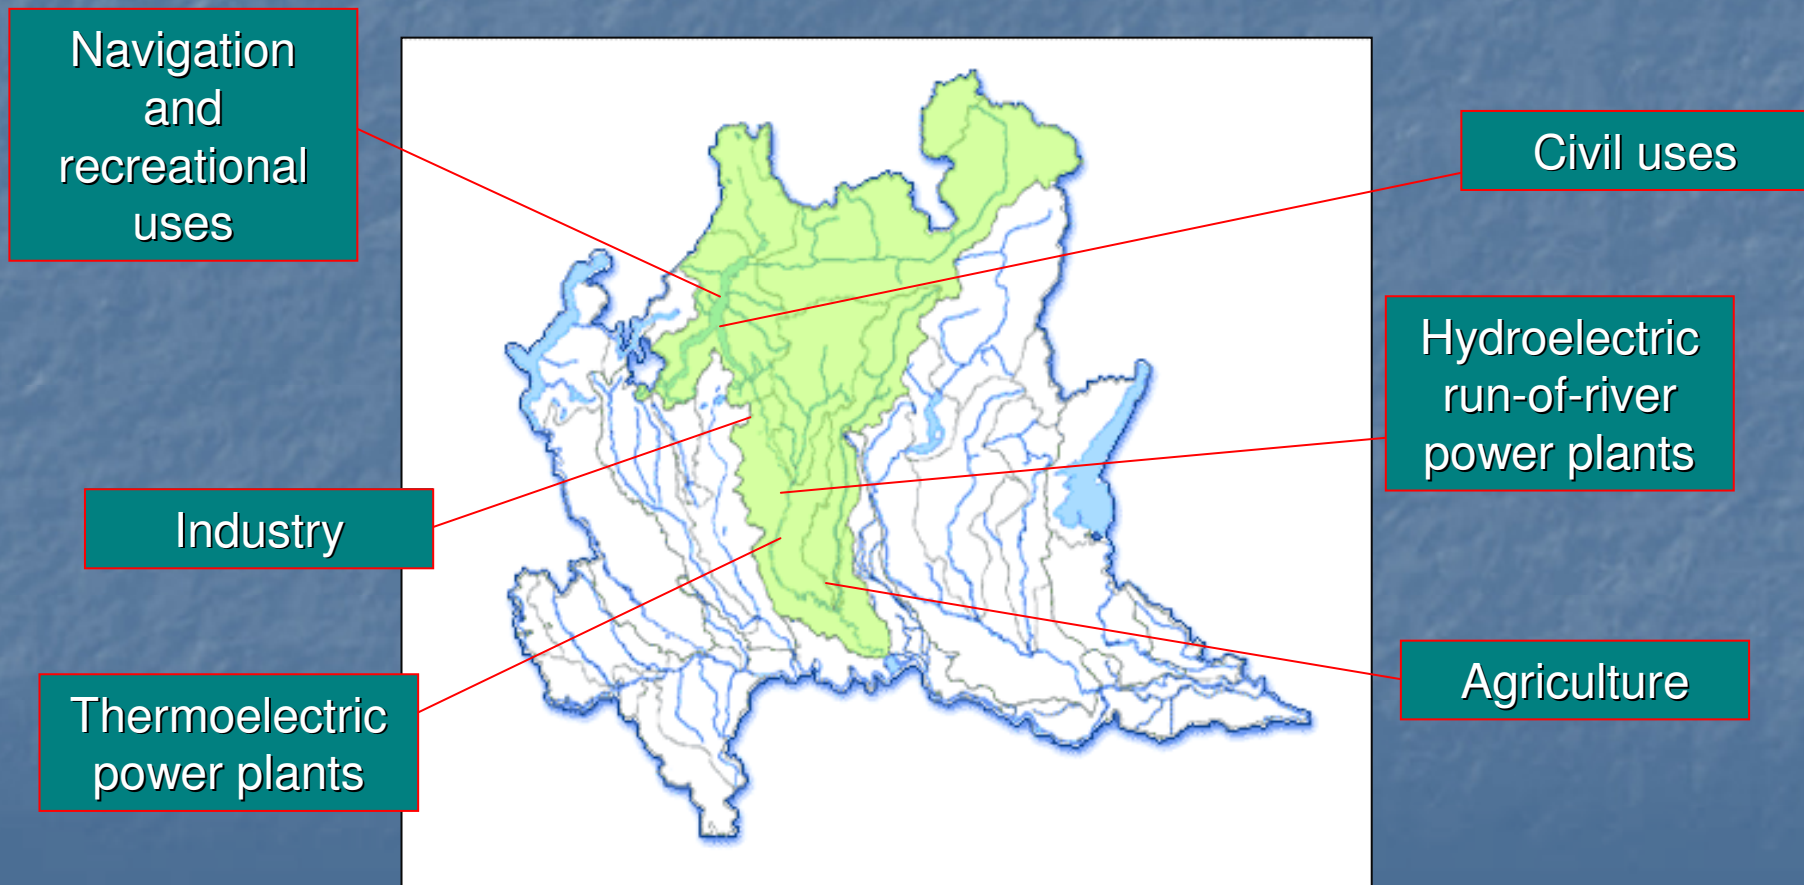 Navigation
and
recreational
uses
Civil uses
Hydroelectric
run-of-river
power plants
Industry
Thermoelectric
power plants
Agriculture